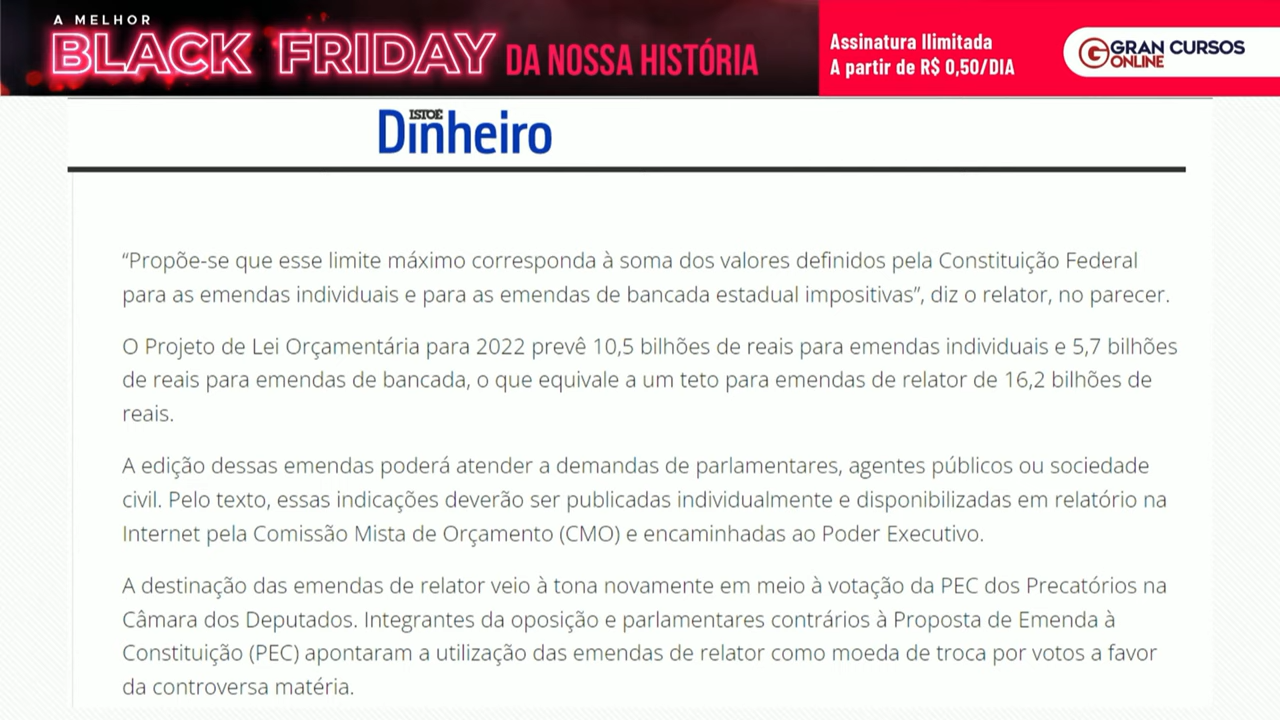 A MELHOR
BLACK FRIDAY DA NOSSA HISTÓRIA
Assinatura Ilimitada
A partir de R$ 0,50/DIA
GRAN CURSOS
ONLINE
ISTOÉ
Dinheiro
“Propõe-se que esse limite máximo corresponda à soma dos valores definidos pela Constituição Federal
para as emendas individuais e para as emendas de bancada estadual impositivas”, diz o relator, no parecer.
O Projeto de Lei Orçamentária para 2022 prevê 10,5 bilhões de reais para emendas individuais e 5,7 bilhões
de reais para emendas de bancada, o que equivale a um teto para emendas de relator de 16,2 bilhões de
reais.
A edição dessas emendas poderá atender a demandas de parlamentares, agentes públicos ou sociedade
civil. Pelo texto, essas indicações deverão ser publicadas individualmente e disponibilizadas em relatório na
Internet pela Comissão Mista de Orçamento (CMO) e encaminhadas ao Poder Executivo.
A destinação das emendas de relator veio à tona novamente em meio à votação da PEC dos Precatórios na
Câmara dos Deputados. Integrantes da oposição e parlamentares contrários à Proposta de Emenda à
Constituição (PEC) apontaram a utilização das emendas de relator como moeda de troca por votos a favor
da controversa matéria.